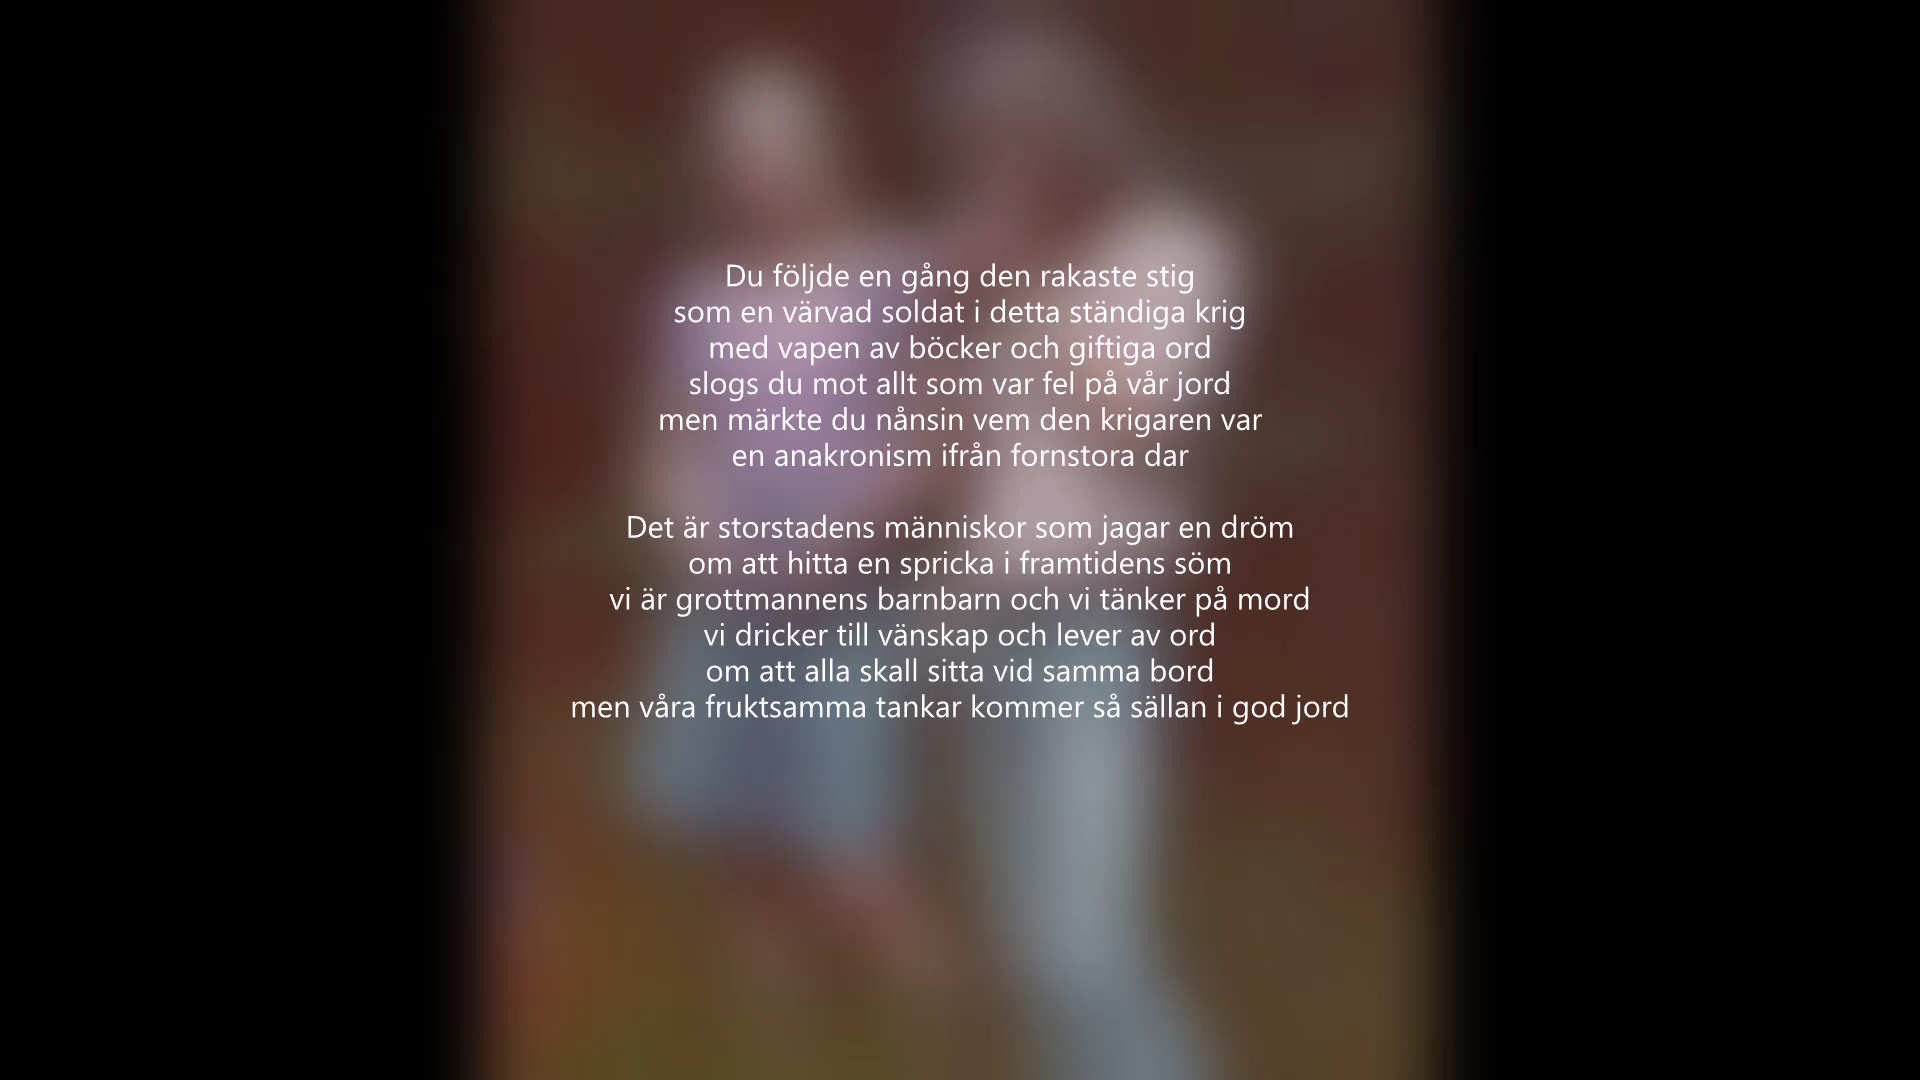 Du följde en gång den rakaste stig
som en värvad soldat i detta ständiga krig
med vapen av böcker och giftiga ord
slogs du mot allt som var fel på vår jord
men märkte du nånsin vem den krigaren var
en anakronism ifrån fornstora dar
Det är storstadens människor som jagar en dröm
om att hitta en spricka i framtidens söm
vi är grottmannens barnbarn och vi tänker på mord
vi dricker till vänskap och lever av ord
om att alla skall sitta vid samma bord
men våra fruktsamma tankar kommer så sällan i god jord